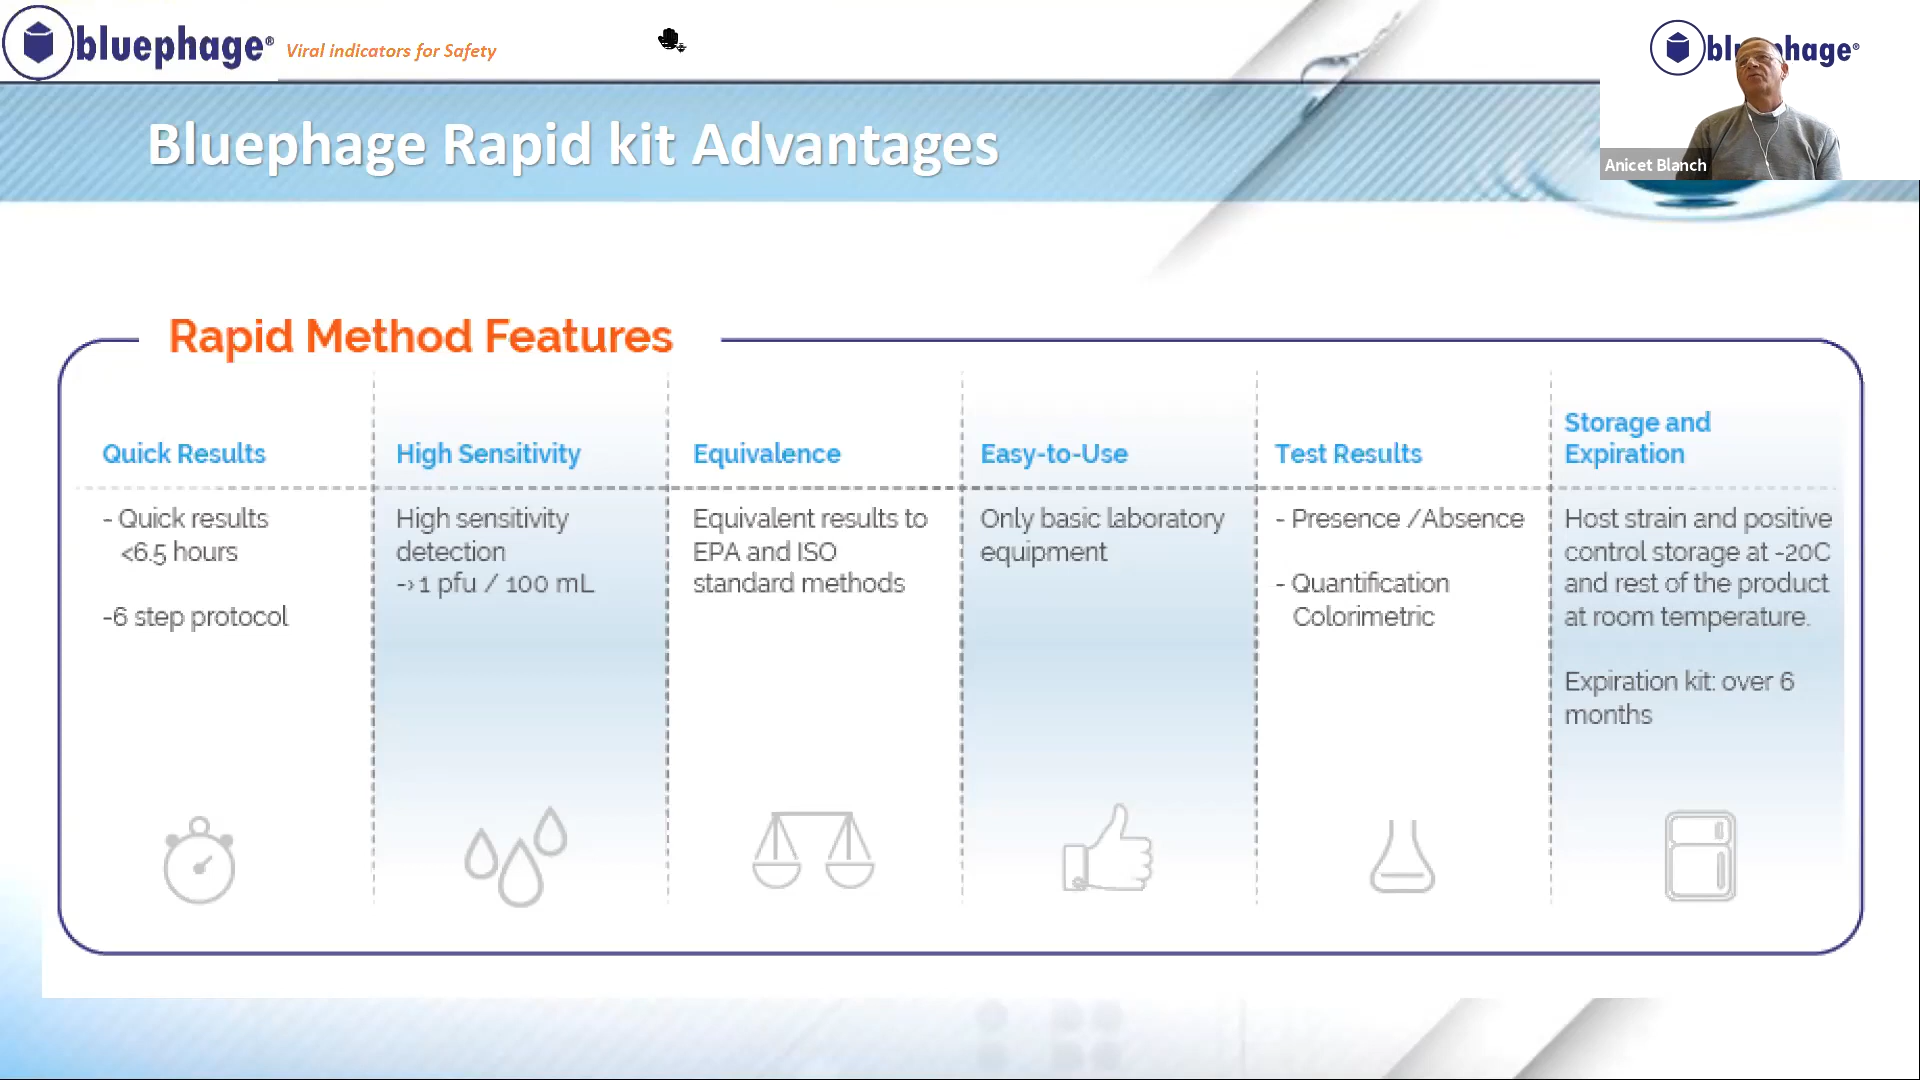 bluephage®
Viral indicators for Safety
bl hage®
Anicet Blanch
Bluephage Rapid kit Advantages
Rapid Method Features
Quick Results
- Quick results
<6.5 hours
-6 step protocol
High Sensitivity
High sensitivity
detection
-›1 pfu / 100 mL
Equivalence
Equivalent results to
EPA and ISO
standard methods
Easy-to-Use
Only basic laboratory
equipment
Test Results
- Presence /Absence
- Quantification
Colorimetric
Storage and
Expiration
Host strain and positive
control storage at -20C
and rest of the product
at room temperature.
Expiration kit: over 6
months